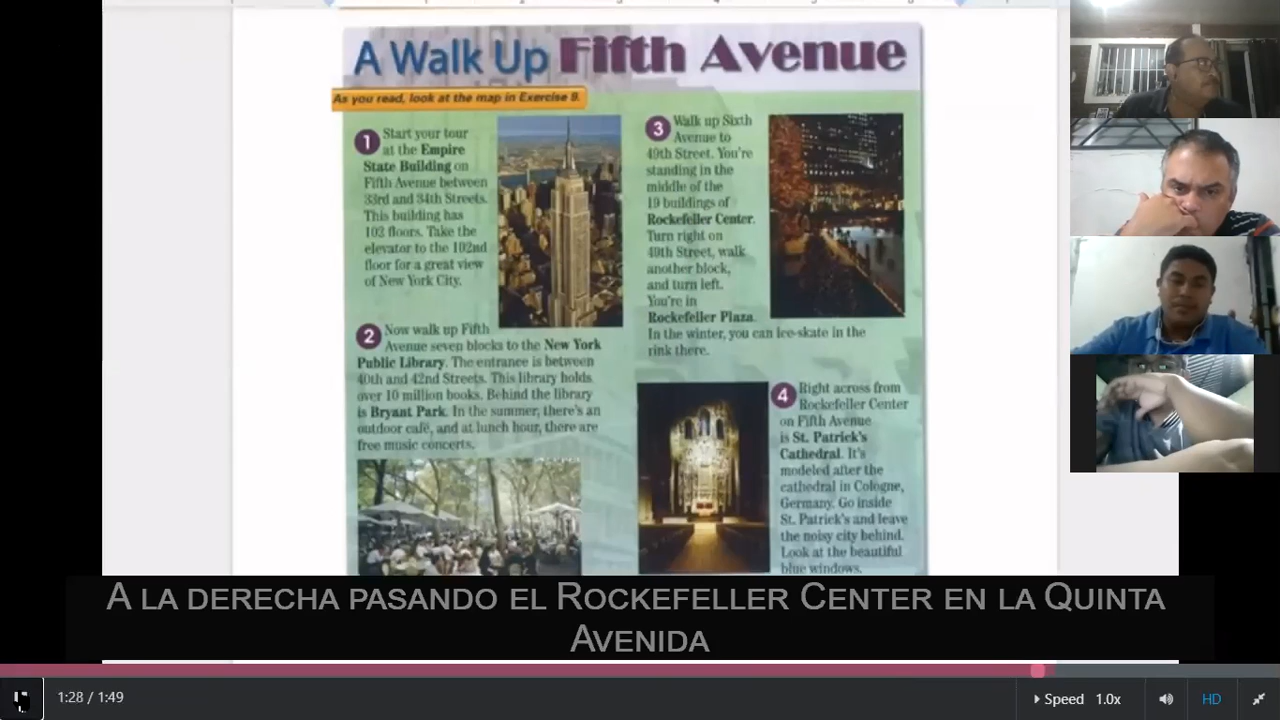 A Walk Up Fifth Avenue
As you read, look at the map in Exercise 9.
1 Start your tour
at the Empire
State Building on
Fifth Avenue between
33rd and 34th Streets.
This building has
102 floors. Take the
elevator to the 102nd
floor for a great view
of New York City.
2 Now walk up Fifth
Avenue seven blocks to the New York
Public Library. The entrance is between
40th and 42nd Streets. This library holds
over 10 million books. Behind the library
is Bryant Park. In the summer, there's an
outdoor café, and at lunch hour, there are
free music concerts.
3 Walk up Sixth
Avenue to
49th Street. You're
standing in the
middle of the
19 buildings of
Rockefeller Center.
Turn right on
49th Street, walk
another block,
and turn left.
You're in
Rockefeller Plaza.
In the winter, you can ice-skate in the
rink there.
4 Right across from
Rockefeller Center
on Fifth Avenue
is St. Patrick's
Cathedral. It's
modeled after the
cathedral in Cologne,
Germany. Go inside
St. Patrick's and leave
the noisy city behind.
Look at the beautiful
blue windows.
A LA DERECHA PASANDO EL ROCKEFELLER CENTER EN LA QUINTA
AVENIDA
1:28 / 1:49
Speed 1.0x
HD